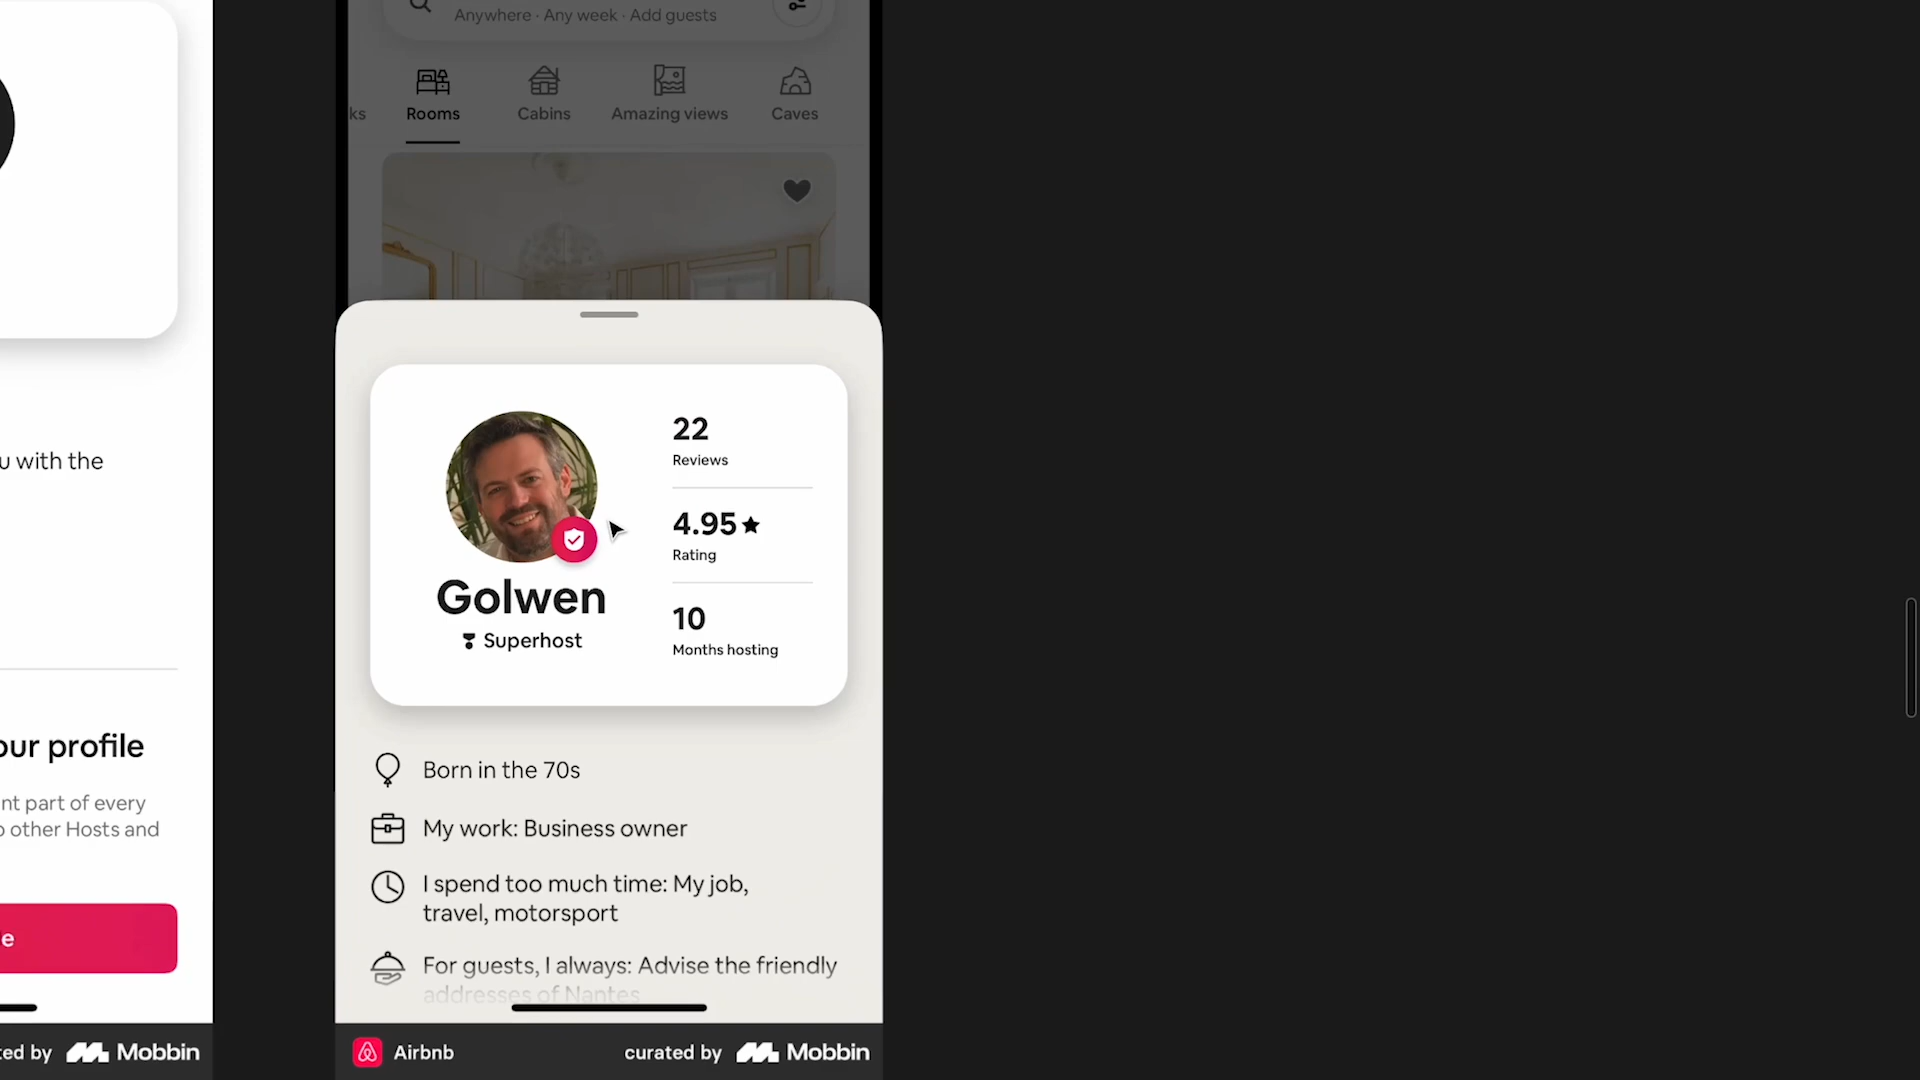 u with the
our profile
nt part of every
o other Hosts and
e
ted by Mobbin
Anywhere · Any week · Add guests
ks Rooms Cabins Amazing views Caves
22
Reviews
4.95★
Rating
10
Months hosting
Golwen
Superhost
Born in the 70s
My work: Business owner
I spend too much time: My job,
travel, motorsport
For guests, I always: Advise the friendly
addresses of Nantes
Airbnb curated by Mobbin